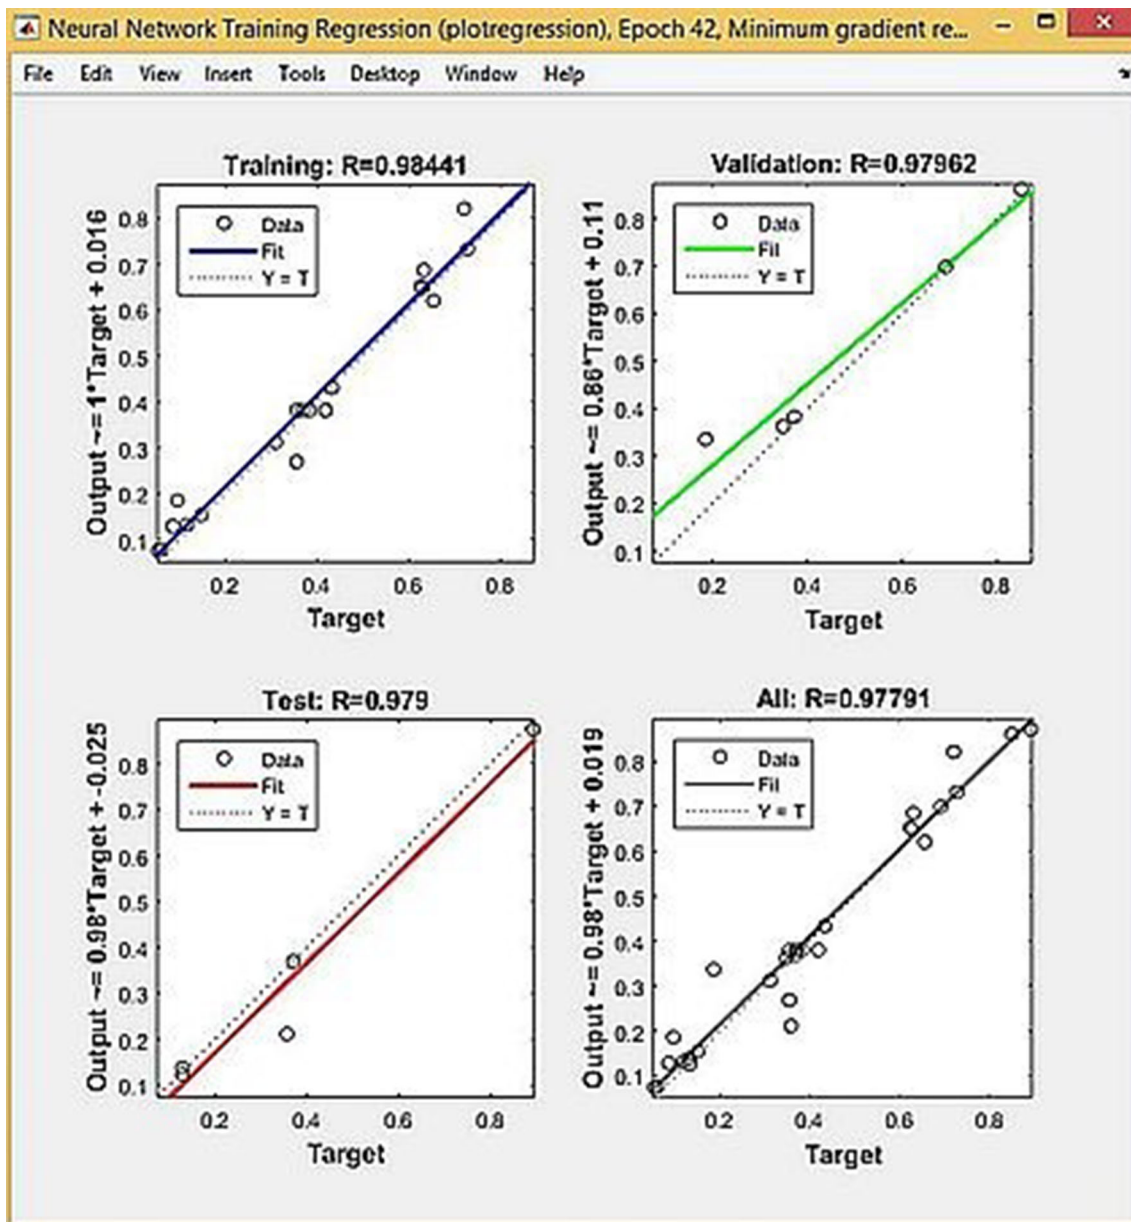 Neural Network Training Regression (plotregression), Epoch 42, Minimum gradient re...
File Edit View Insert Tools Desktop Window Help
Training: R=0.98441
Output ~= 1*Target + 0.016
Data
Fit
Y = T
0.8
0.7
0.6
0.5
0.4
0.3
0.2
0.1
0.2 0.4 0.6 0.8
Target
Validation: R=0.97962
Output ~= 0.86*Target + 0.11
Data
Fit
Y = T
0.8
0.7
0.6
0.5
0.4
0.3
0.2
0.1
0.2 0.4 0.6 0.8
Target
Test: R=0.979
Output ~= 0.98*Target + -0.025
Data
Fit
Y = T
0.8
0.7
0.6
0.5
0.4
0.3
0.2
0.1
0.2 0.4 0.6 0.8
Target
All: R=0.97791
Output ~= 0.98*Target + 0.019
Data
Fit
Y = T
0.8
0.7
0.6
0.5
0.4
0.3
0.2
0.1
0.2 0.4 0.6 0.8
Target